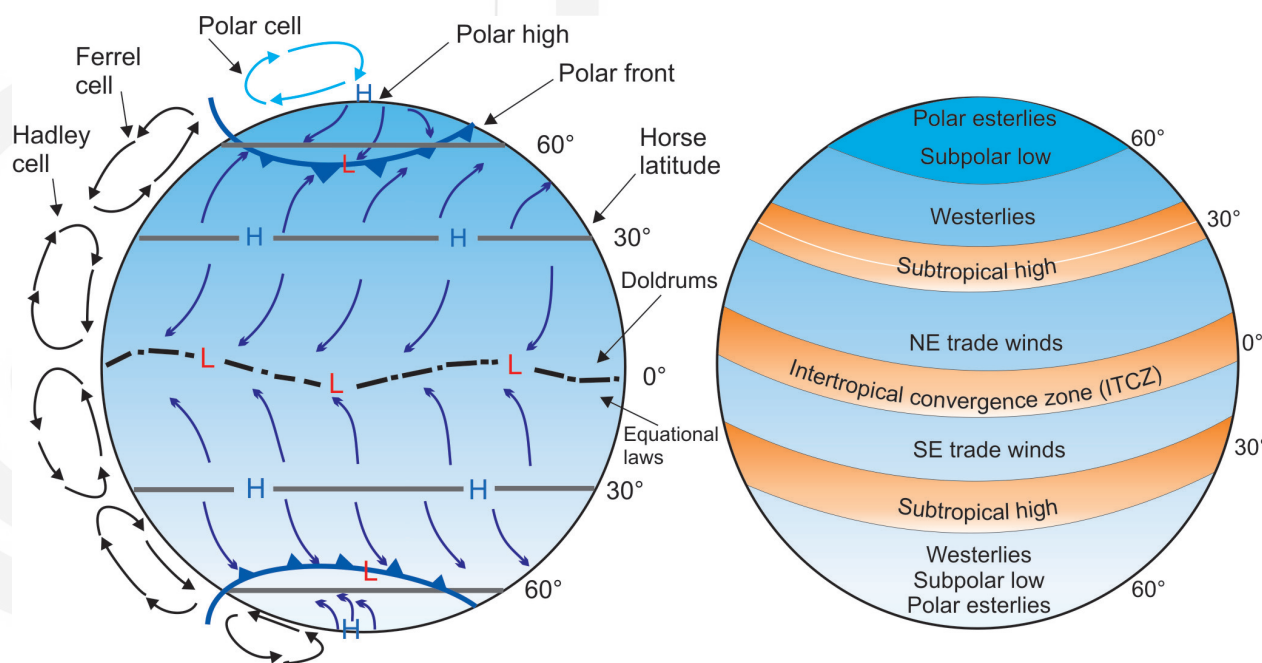 Polar cell
Polar high
Ferrel
cell
Polar front
Hadley
cell
H
60°
L
Horse
latitude
H
H
30°
Doldrums
L
L
L
0°
Equational
laws
H
H
30°
L
60°
H
Polar esterlies
60°
Subpolar low
Westerlies
30°
Subtropical high
NE trade winds
0°
Intertropical convergence zone (ITCZ)
SE trade winds
30°
Subtropical high
Westerlies
Subpolar low
60°
Polar esterlies